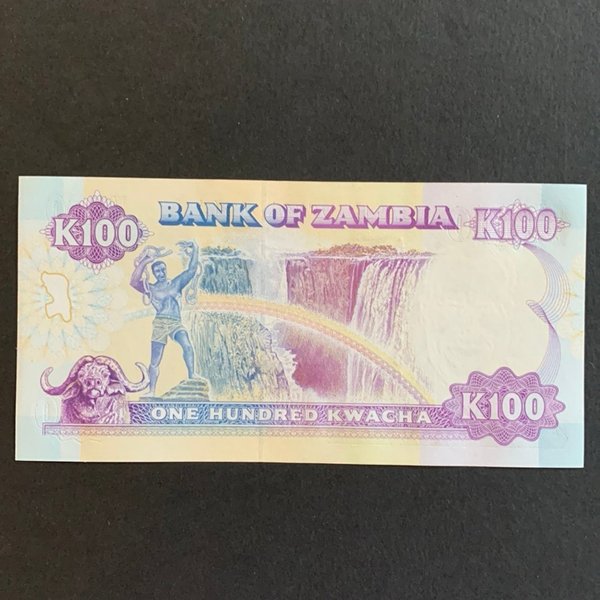 BANK OF ZAMBIA
K100
K100
ONE HUNDRED KWACHA
K100